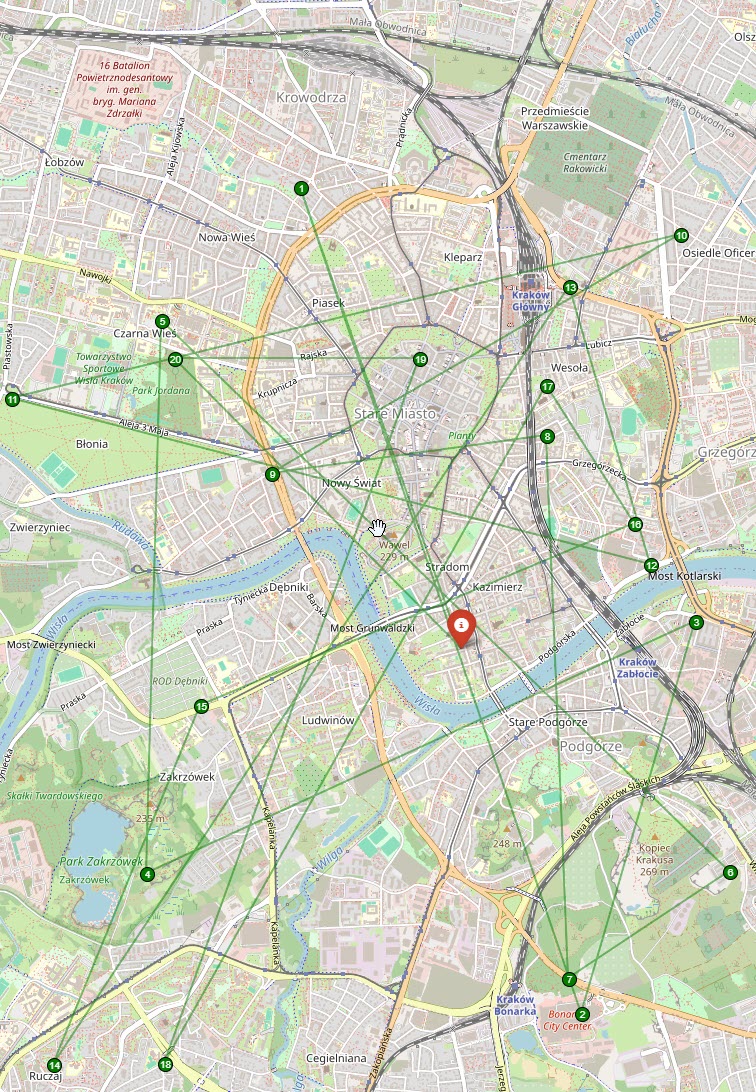 Mała Obwodnica
Olsz
Białucha
16 Batalion
Powietrznodesantowy
im. gen.
bryg. Mariana
Zdrzałki
Krowodrza
Prądnicka
Przedmieście
Warszawskie
Mała Obwodnica
Aleja Kijowska
Łobzów
Cmentarz
Rakowicki
1
Nowa Wieś
10
Kleparz
Osiedle Oficer
Nawojki
13
Kraków
Główny
Piasek
5
Czarna Wieś
Piastowska
Lubicz
Mog
Towarzystwo
Sportowe
Wisła Kraków
20
Rajska
19
Wesoła
Krupnicza
Park Jordana
17
11
Stare Miasto
Aleja 3 Maja
Planty
8
Błonia
Grzegórz
9
Grzegórzecka
Nowy Świat
Zwierzyniec
Rudawa
16
Wawel
229 m
Stradom
12
Most Kotlarski
Dębniki
Kazimierz
Tyniecka
Barska
Wisła
Praska
Most Grunwaldzki
Zabłocie
3
Most Zwierzyniecki
Podgórska
Kraków
Zabłocie
ROD Dębniki
Praska
15
Wisła
Ludwinów
Stare Podgórze
Tyniecka
Podgórze
Zakrzówek
Skałki Twardowskiego
Aleja Powstańców Śląskich
235 m
Kapelanka
248 m
Kopiec
Krakusa
269 m
Park Zakrzówek
Wilga
4
Zakrzówek
6
Kapelanka
7
Kraków
Bonarka
Bonarka
City Center
2
Zakopiańska
Cegielniana
14
18
Ruczaj